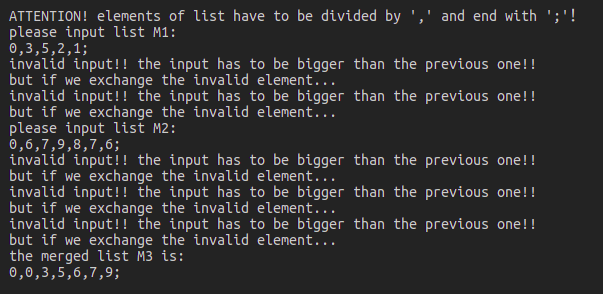 ATTENTION! elements of list have to be divided by ',' and end with ';'!
please input list M1:
0,3,5,2,1;
invalid input!! the input has to be bigger than the previous one!!
but if we exchange the invalid element...
invalid input!! the input has to be bigger than the previous one!!
but if we exchange the invalid element...
please input list M2:
0,6,7,9,8,7,6;
invalid input!! the input has to be bigger than the previous one!!
but if we exchange the invalid element...
invalid input!! the input has to be bigger than the previous one!!
but if we exchange the invalid element...
invalid input!! the input has to be bigger than the previous one!!
but if we exchange the invalid element...
the merged list M3 is:
0,0,3,5,6,7,9;